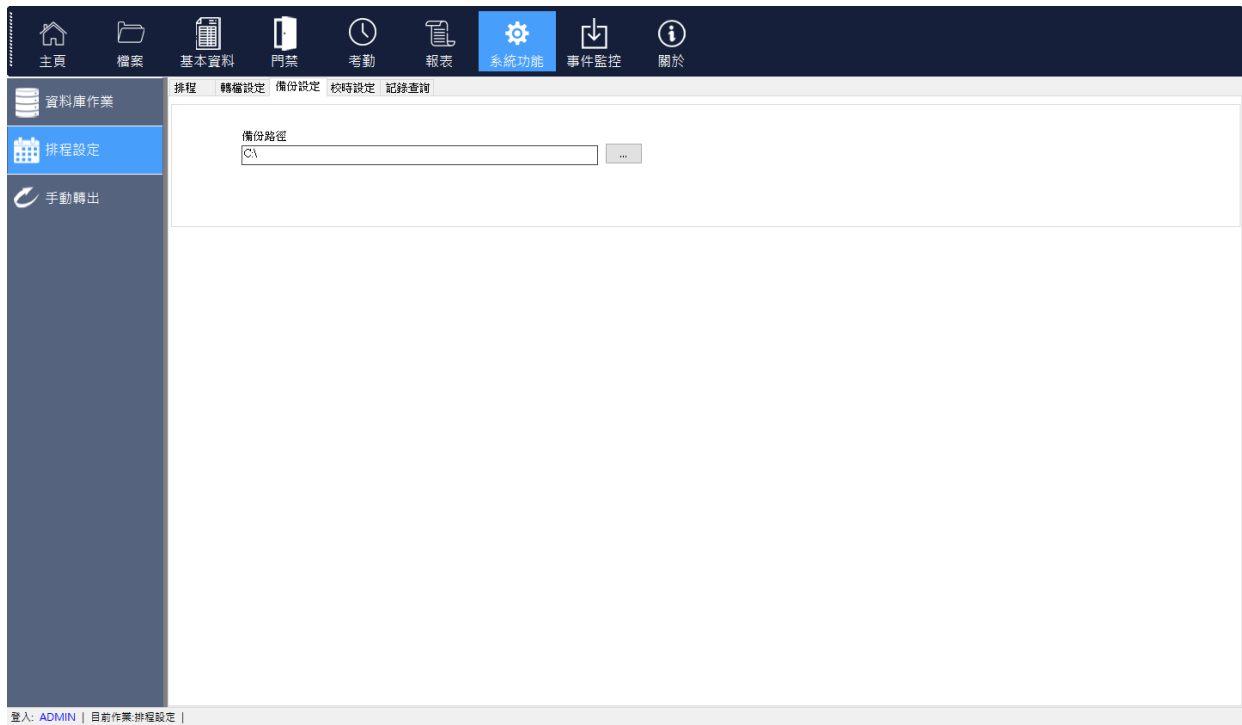 主頁 檔案 基本資料 門禁 考勤 報表 系統功能 事件監控 關於
資料庫作業
排程設定
手動轉出
排程 轉檔設定 備份設定 校時設定 記錄查詢
備份路徑
C:\ ...
登入: ADMIN | 目前作業:排程設定 |